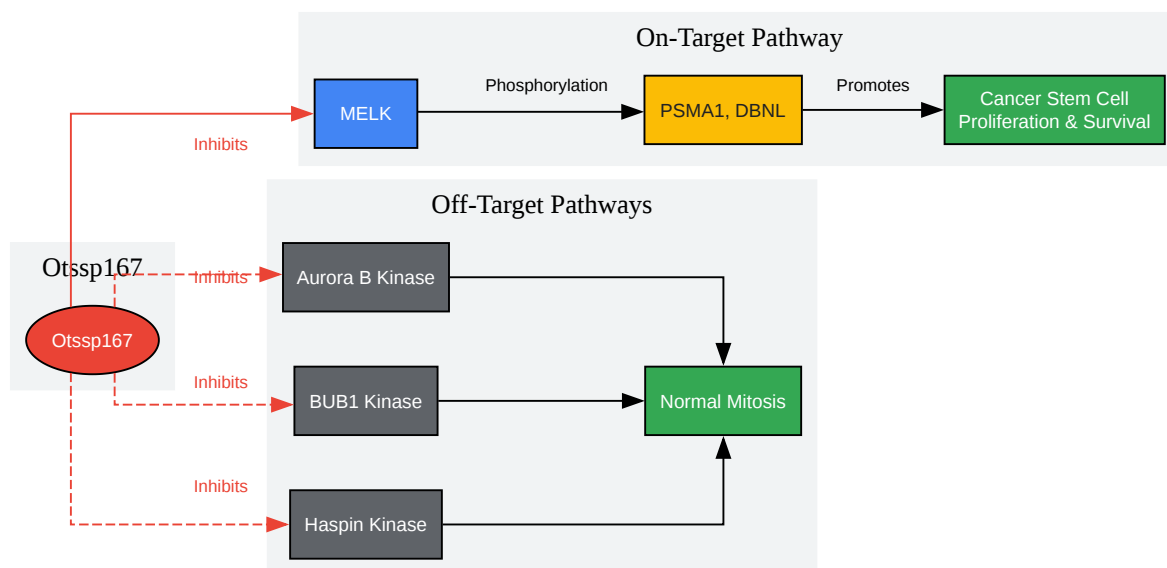 On-Target Pathway
MELK
Phosphorylation
PSMA1, DBNL
Promotes
Cancer Stem Cell
Proliferation & Survival
Inhibits
Off-Target Pathways
Otssp167
Otssp167
Inhibits
Aurora B Kinase
Inhibits
BUB1 Kinase
Normal Mitosis
Inhibits
Haspin Kinase